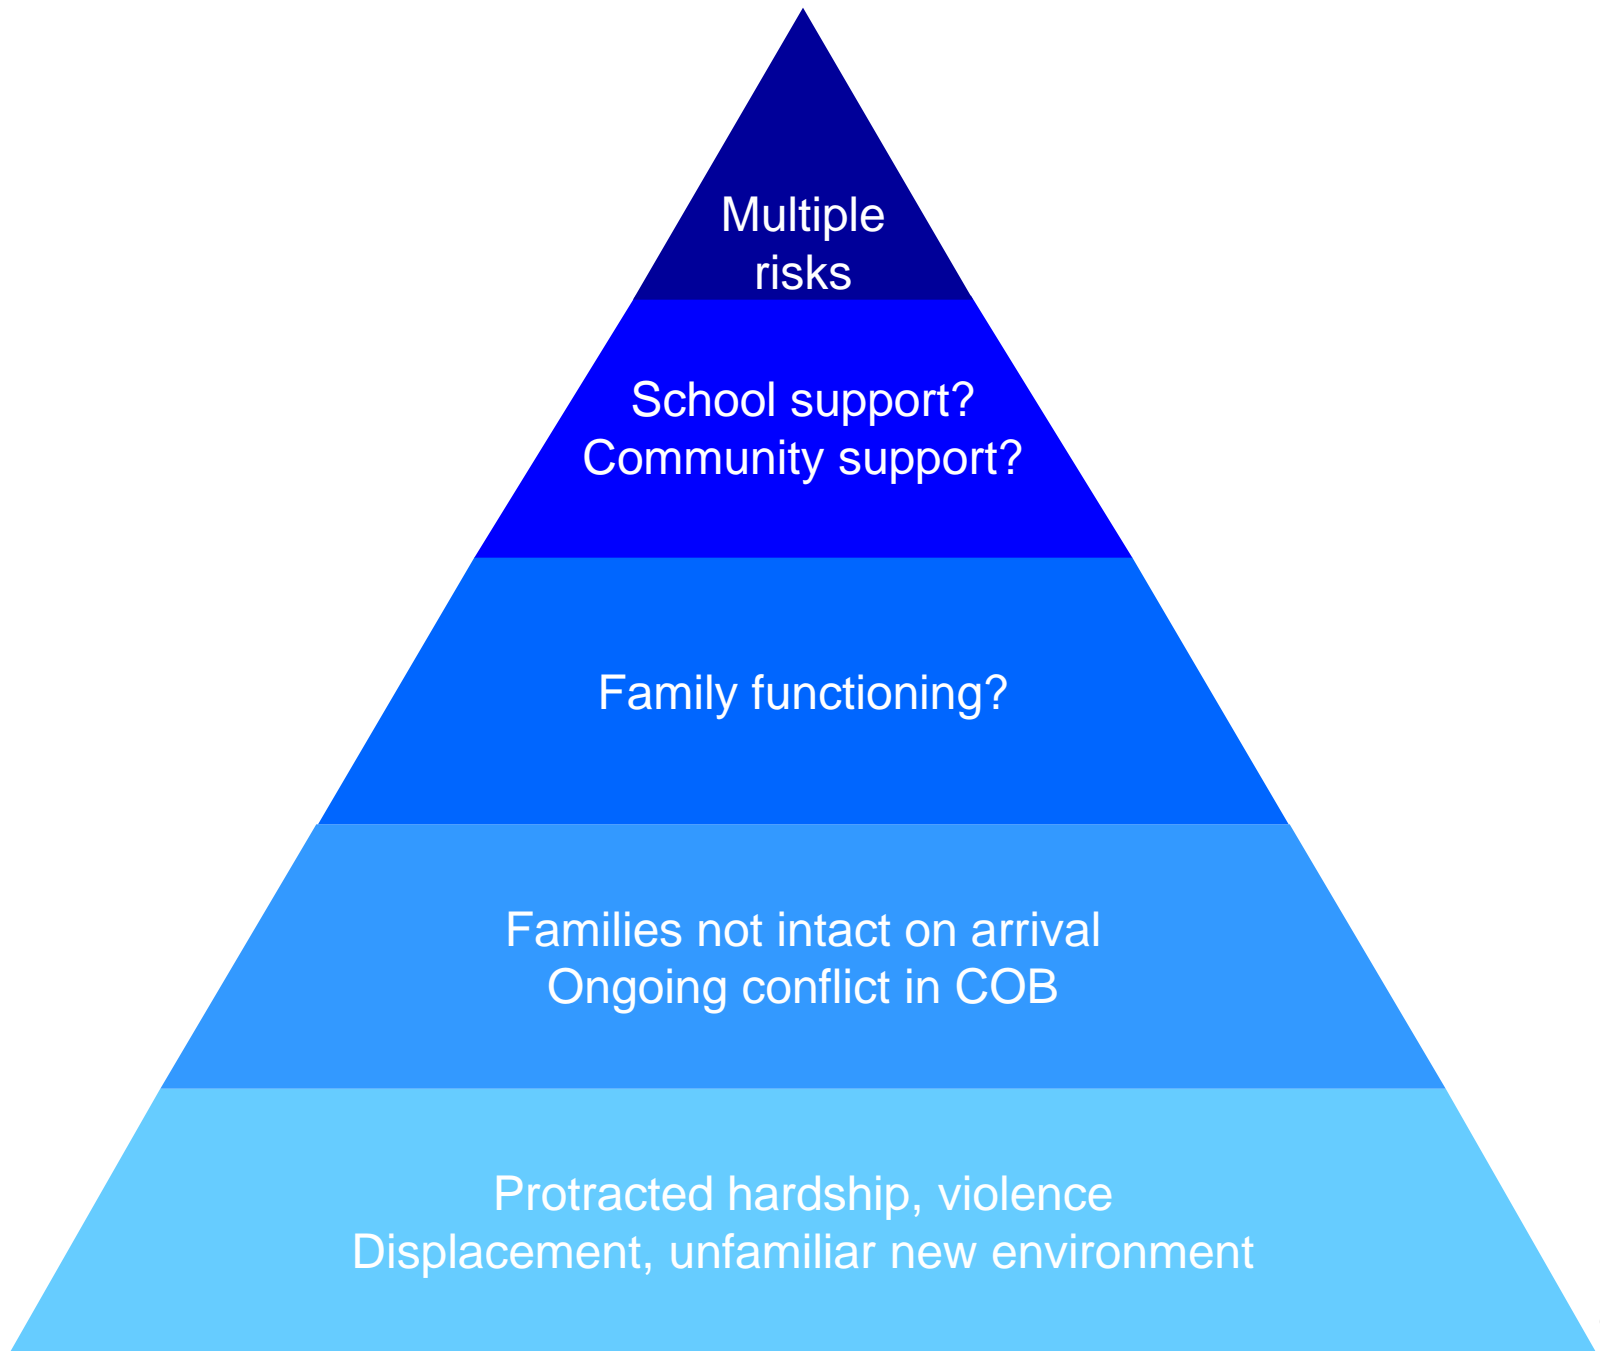 Multiple
risks
School support?
Community support?
Family functioning?
Families not intact on arrival
Ongoing conflict in COB
Protracted hardship, violence
Displacement, unfamiliar new environment